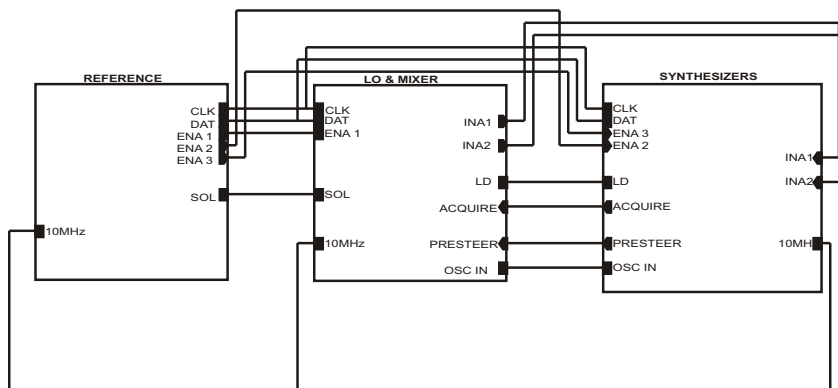 REFERENCE
CLK
DAT
ENA 1
ENA 2
ENA 3
SOL
10MHz
LO & MIXER
CLK
DAT
ENA 1
SOL
10MHz
INA1
INA2
LD
ACQUIRE
PRESTEER
OSC IN
SYNTHESIZERS
CLK
DAT
ENA 3
ENA 2
LD
ACQUIRE
PRESTEER
OSC IN
INA1
INA2
10MH